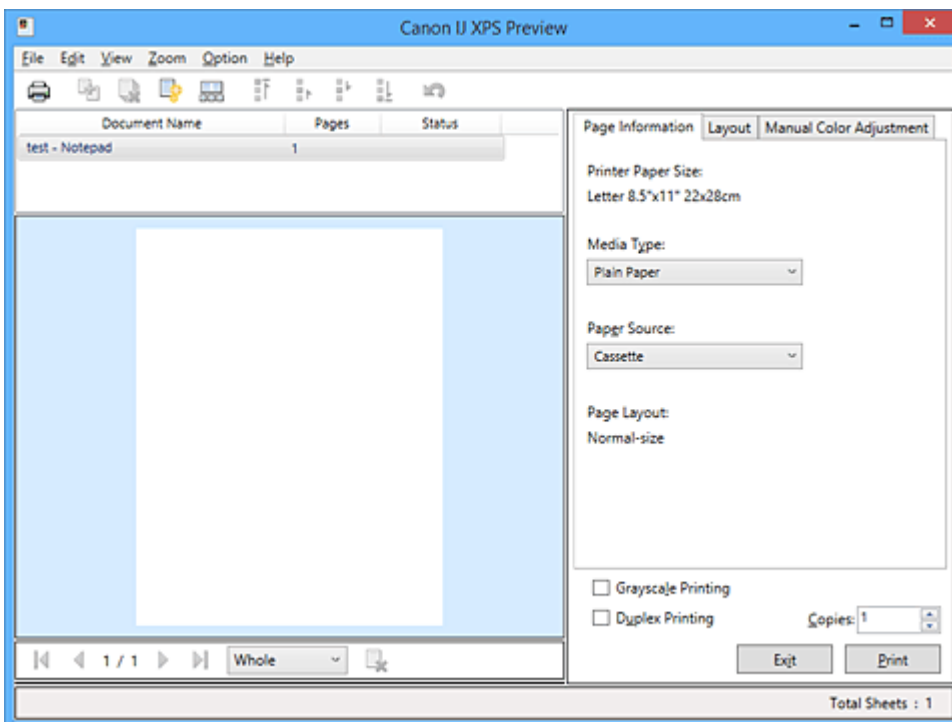 Canon IJ XPS Preview
File Edit View Zoom Option Help
Document Name Pages Status
test - Notepad 1
Page Information Layout Manual Color Adjustment
Printer Paper Size:
Letter 8.5"x11" 22x28cm
Media Type:
Plain Paper
Paper Source:
Cassette
Page Layout:
Normal-size
Grayscale Printing
Duplex Printing Copies: 1
1 / 1 Whole Exit Print
Total Sheets : 1